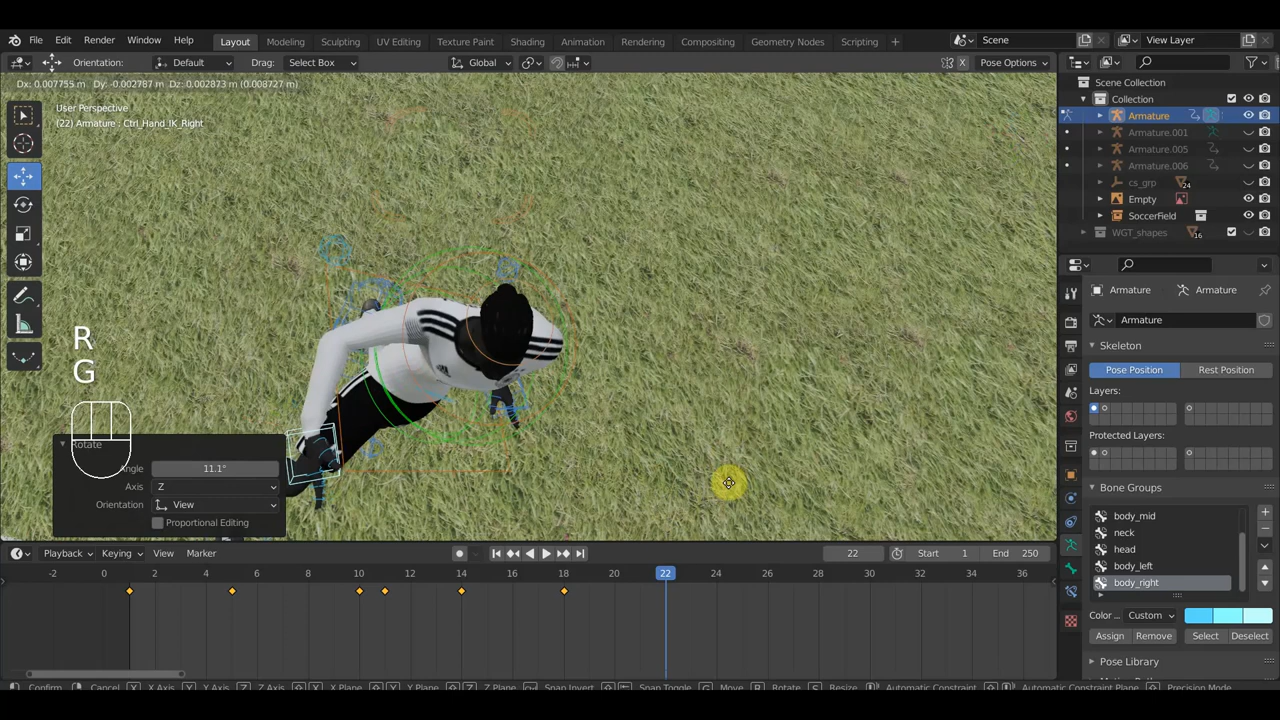 File Edit Render Window Help Layout Modeling Sculpting UV Editing Texture Paint Shading Animation Rendering Compositing Geometry Nodes Scripting + Scene View Layer
Orientation: Default Drag: Select Box Global X Pose Options
Dx: 0.007755 m Dy: -0.002787 m Dz: 0.002873 m (0.008727 m)
User Perspective
(22) Armature : Ctrl_Hand_IK_Right
R
G
Rotate
Angle 11.1°
Axis Z
Orientation View
Proportional Editing
Playback Keying View Marker 22 Start 1 End 250
-2 0 2 4 6 8 10 12 14 16 18 22 24 26 28 30 32 34 36
Confirm Cancel X X Axis Y Y Axis Z Z Axis X X Plane Y Y Plane Z Z Plane Snap Invert Snap Toggle G Move R Rotate S Resize Automatic Constraint Automatic Constraint Plane Precision Mode
Scene Collection
Collection
Armature
Armature.001
Armature.005
Armature.006
cs_grp 24
Empty
SoccerField
WGT_shapes 16
Armature Armature
Armature
Skeleton
Pose Position Rest Position
Layers:
Protected Layers:
Bone Groups
body_mid
neck
head
body_left
body_right
Color ... Custom
Assign Remove Select Deselect
Pose Library